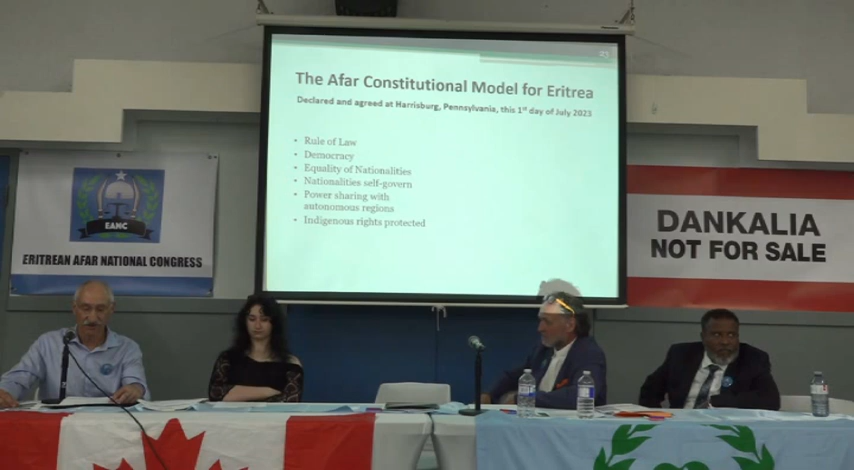 23
The Afar Constitutional Model for Eritrea
Declared and agreed at Harrisburg, Pennsylvania, this 1st day of July 2023
• Rule of Law
• Democracy
• Equality of Nationalities
• Nationalities self-govern
• Power sharing with
autonomous regions
• Indigenous rights protected
EANC
ERITREAN AFAR NATIONAL CONGRESS
DANKALIA
NOT FOR SALE